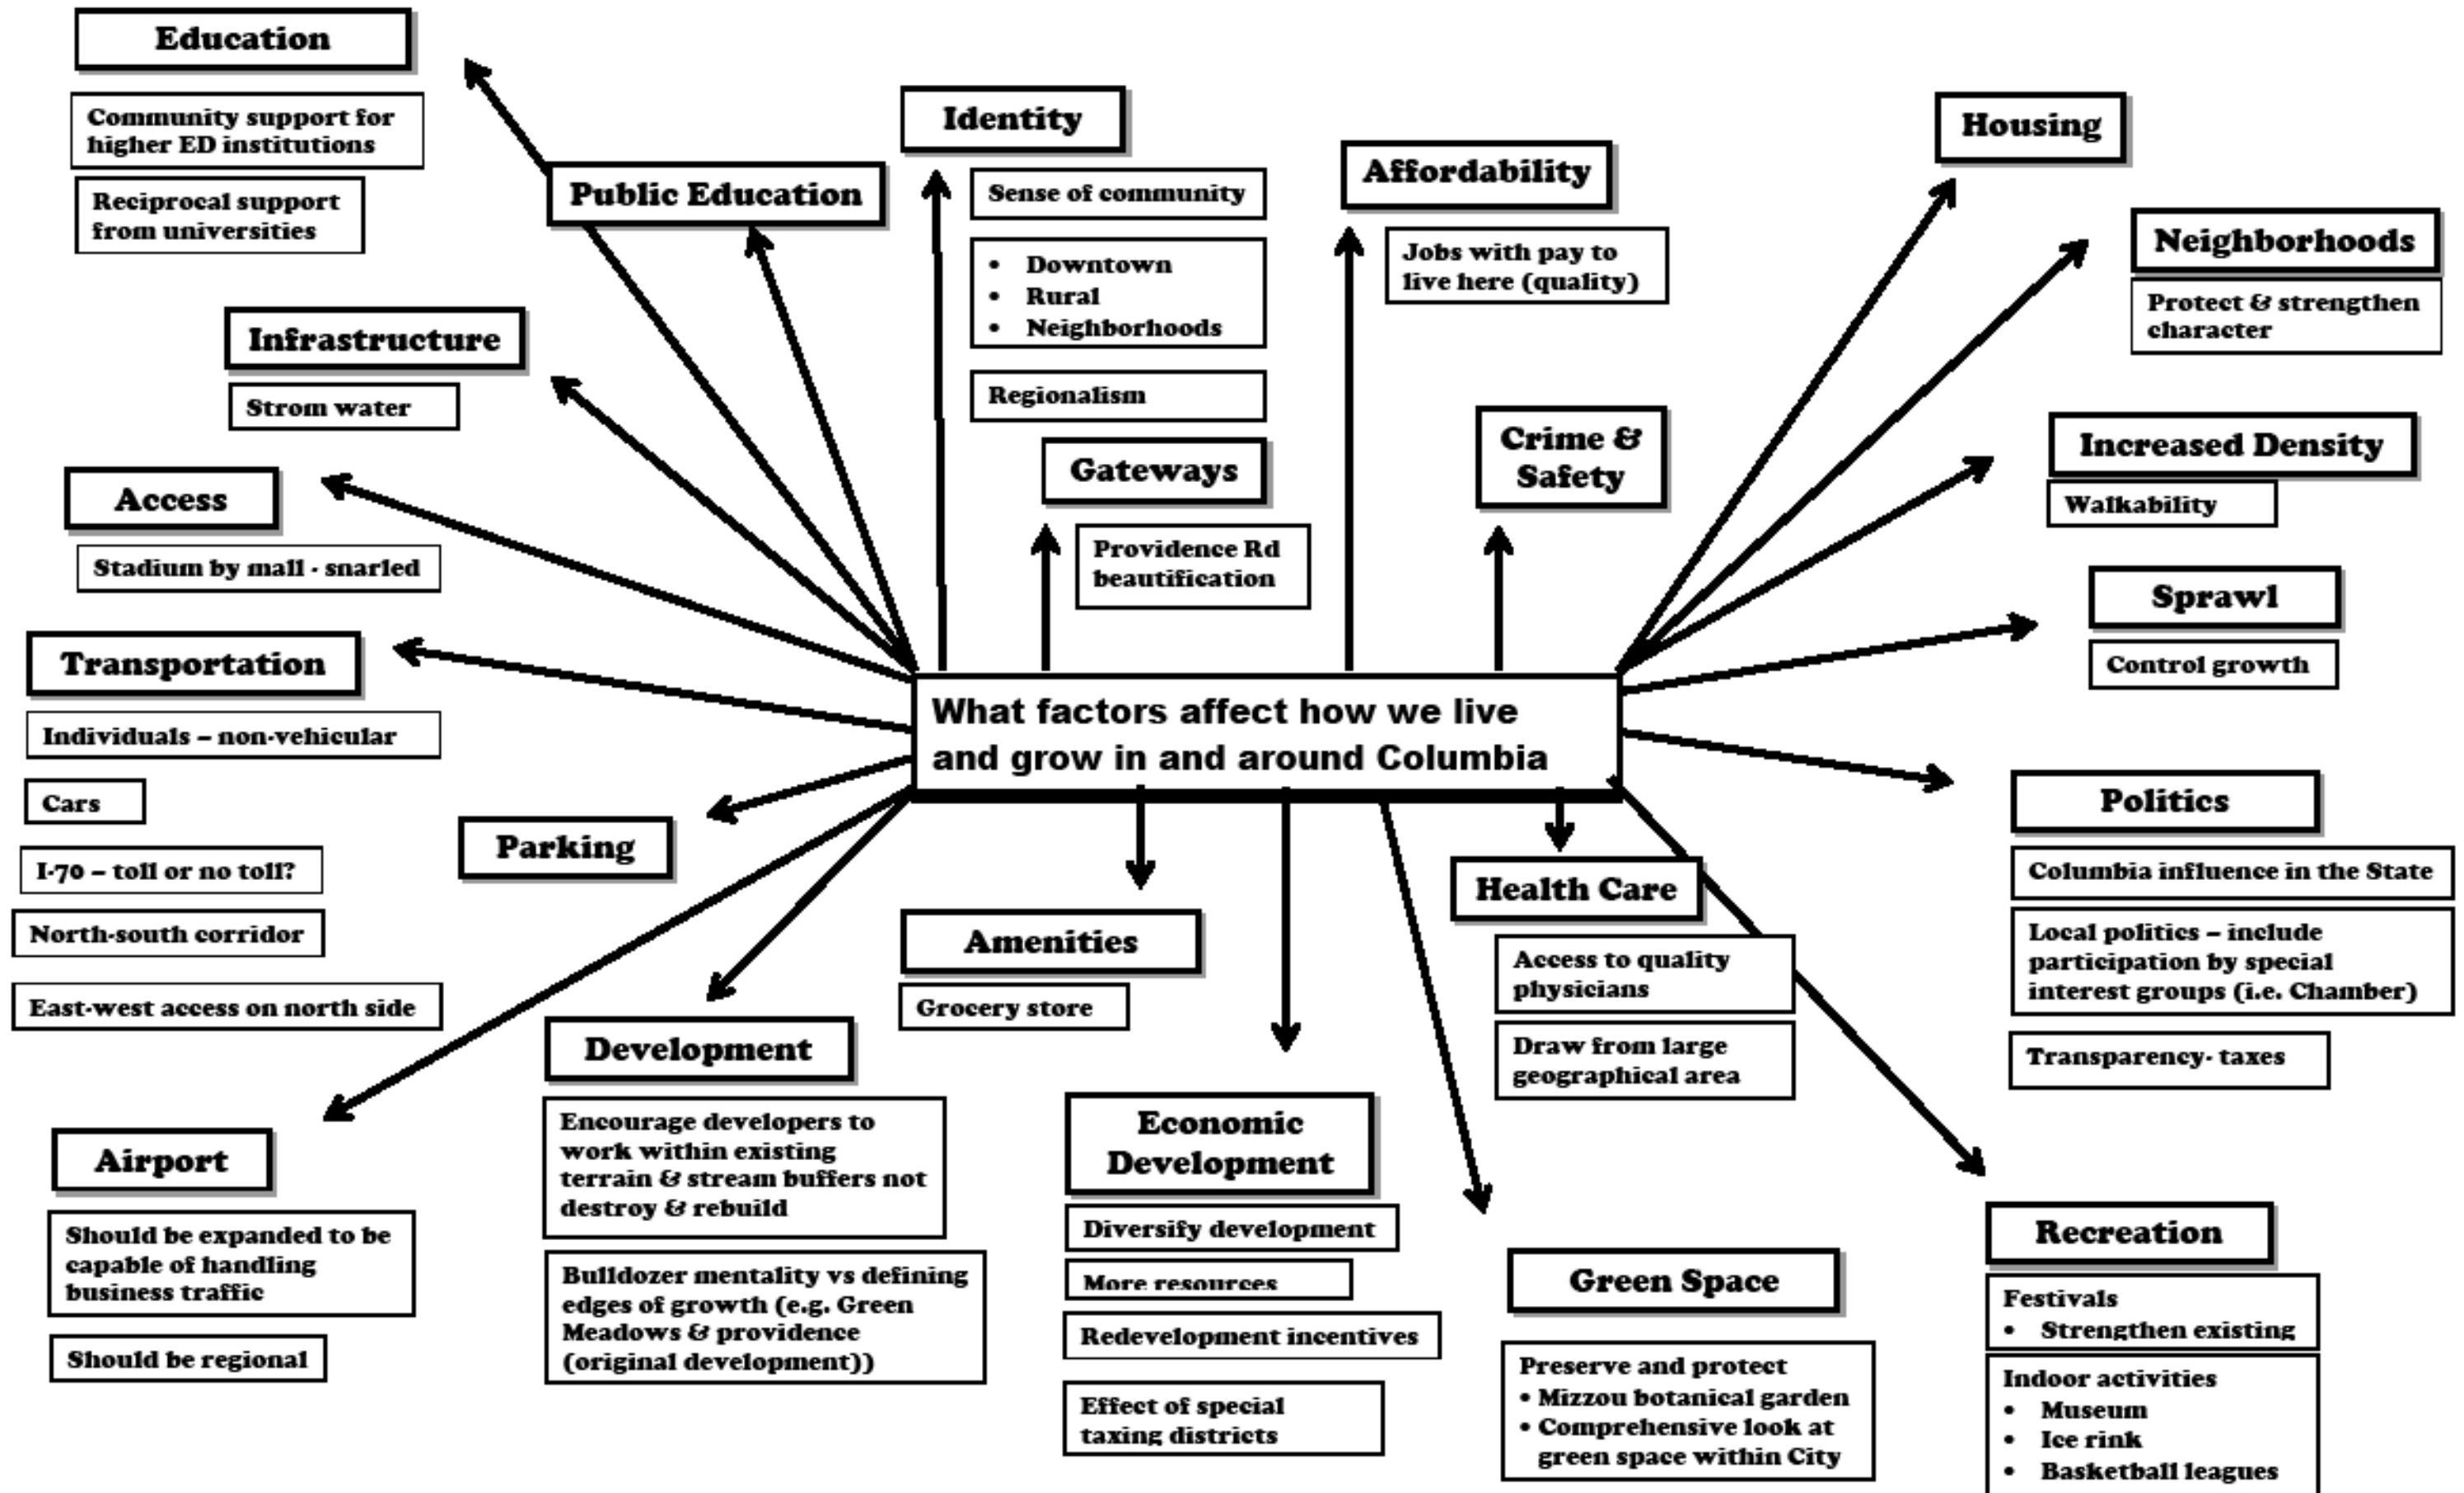 Education
Community support for
higher ED institutions
Reciprocal support
from universities
Public Education
Identity
Sense of community
• Downtown
• Rural
• Neighborhoods
Regionalism
Affordability
Jobs with pay to
live here (quality)
Housing
Neighborhoods
Protect & strengthen
character
Infrastructure
Strom water
Gateways
Providence Rd
beautification
Crime &
Safety
Increased Density
Walkability
Access
Stadium by mall - snarled
Sprawl
Control growth
Transportation
Individuals – non-vehicular
Cars
I-70 – toll or no toll?
North-south corridor
East-west access on north side
What factors affect how we live
and grow in and around Columbia
Politics
Columbia influence in the State
Local politics – include
participation by special
interest groups (i.e. Chamber)
Transparency- taxes
Parking
Amenities
Grocery store
Health Care
Access to quality
physicians
Draw from large
geographical area
Airport
Should be expanded to be
capable of handling
business traffic
Should be regional
Development
Encourage developers to
work within existing
terrain & stream buffers not
destroy & rebuild
Bulldozer mentality vs defining
edges of growth (e.g. Green
Meadows & providence
(original development))
Economic
Development
Diversify development
More resources
Redevelopment incentives
Effect of special
taxing districts
Green Space
Preserve and protect
• Mizzou botanical garden
• Comprehensive look at
green space within City
Recreation
Festivals
• Strengthen existing
Indoor activities
• Museum
• Ice rink
• Basketball leagues